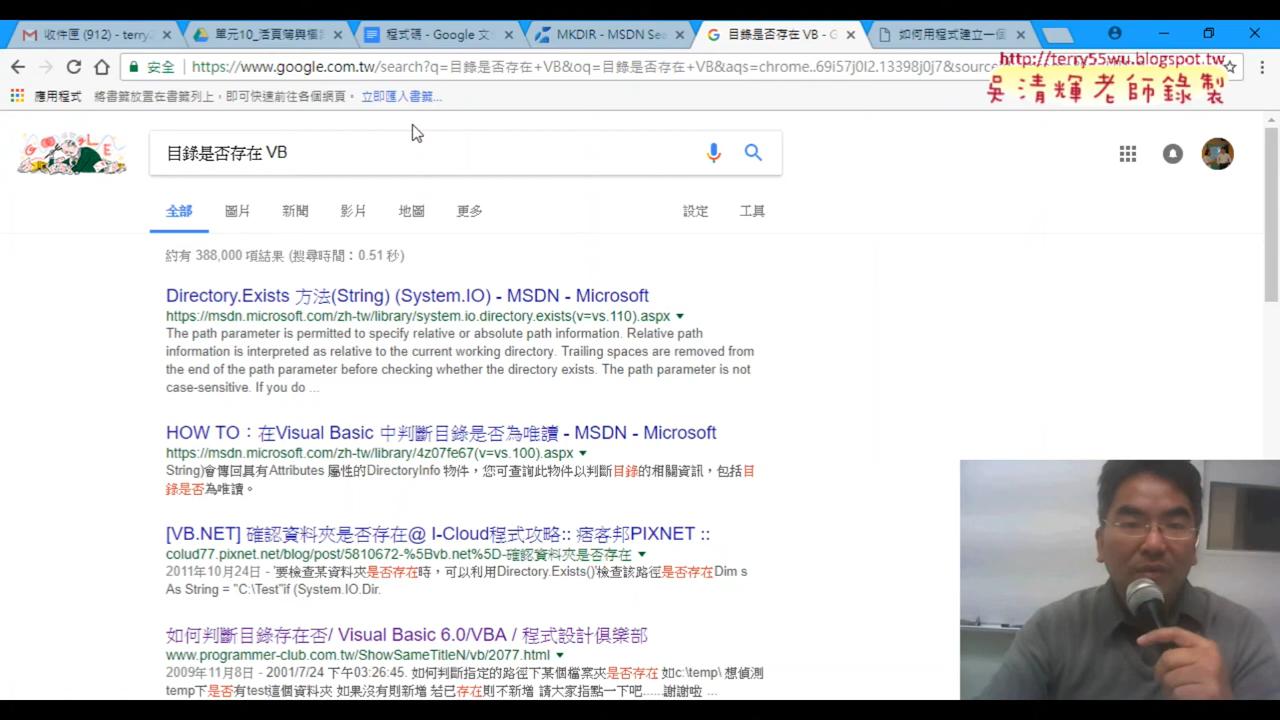 收件匣 (912) - terry2
單元10_活頁簿與檔
程式碼 - Google 文
MKDIR - MSDN Sea
目錄是否存在 VB - G
如何用程式建立一個
安全
https://www.google.com.tw/search?q=目錄是否存在+VB&oq=目錄是否存在+VB&aqs=chrome..69i57j0l2.13398j0j7&source
http://terry55wu.blogspot.tw
吳清輝老師錄製
應用程式
將書籤放置在書籤列上，即可快速前往各個網頁。 立即匯入書籤...
目錄是否存在 VB
全部
圖片
新聞
影片
地圖
更多
設定
工具
約有 388,000 項結果 (搜尋時間：0.51 秒)
Directory.Exists 方法(String) (System.IO) - MSDN - Microsoft
https://msdn.microsoft.com/zh-tw/library/system.io.directory.exists(v=vs.110).aspx
The path parameter is permitted to specify relative or absolute path information. Relative path
information is interpreted as relative to the current working directory. Trailing spaces are removed from
the end of the path parameter before checking whether the directory exists. The path parameter is not
case-sensitive. If you do ...
HOW TO：在Visual Basic 中判斷目錄是否為唯讀 - MSDN - Microsoft
https://msdn.microsoft.com/zh-tw/library/4z07fe67(v=vs.100).aspx
String)會傳回具有Attributes 屬性的DirectoryInfo 物件，您可查詢此物件以判斷目錄的相關資訊，包括目
錄是否為唯讀。
[VB.NET] 確認資料夾是否存在@ I-Cloud程式攻略:: 痞客邦PIXNET ::
colud77.pixnet.net/blog/post/5810672-%5Bvb.net%5D-確認資料夾是否存在
2011年10月24日 - '要檢查某資料夾是否存在時，可以利用Directory.Exists()'檢查該路徑是否存在Dim s
As String = "C:\Test"if (System.IO.Dir.
如何判斷目錄存在否/ Visual Basic 6.0/VBA / 程式設計俱樂部
www.programmer-club.com.tw/ShowSameTitleN/vb/2077.html
2009年11月8日 - 2001/7/24 下午03:26:45. 如何判斷指定的路徑下某個檔案夾是否存在 如c:\temp\ 想偵測
temp下是否有test這個資料夾 如果沒有則新增 若已存在則不新增 請大家指點一下吧......謝謝啦 ...